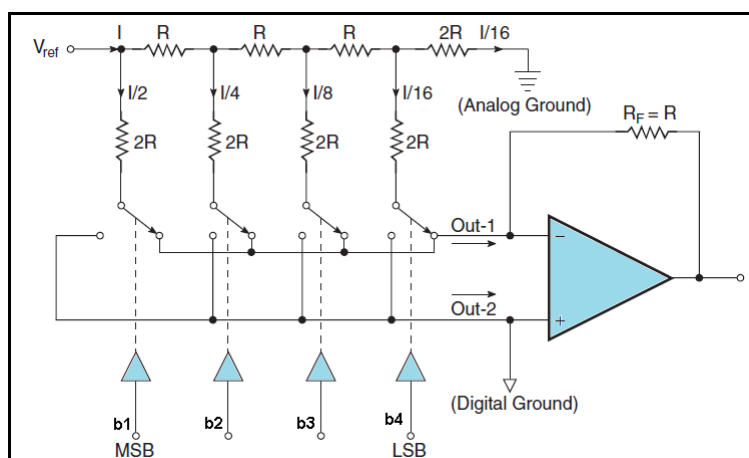 I R R R 2R I/16
Vref
I/2 I/4 I/8 I/16
(Analog Ground)
RF = R
2R 2R 2R 2R
Out-1
−
Out-2
+
(Digital Ground)
b1 b2 b3 b4
MSB LSB